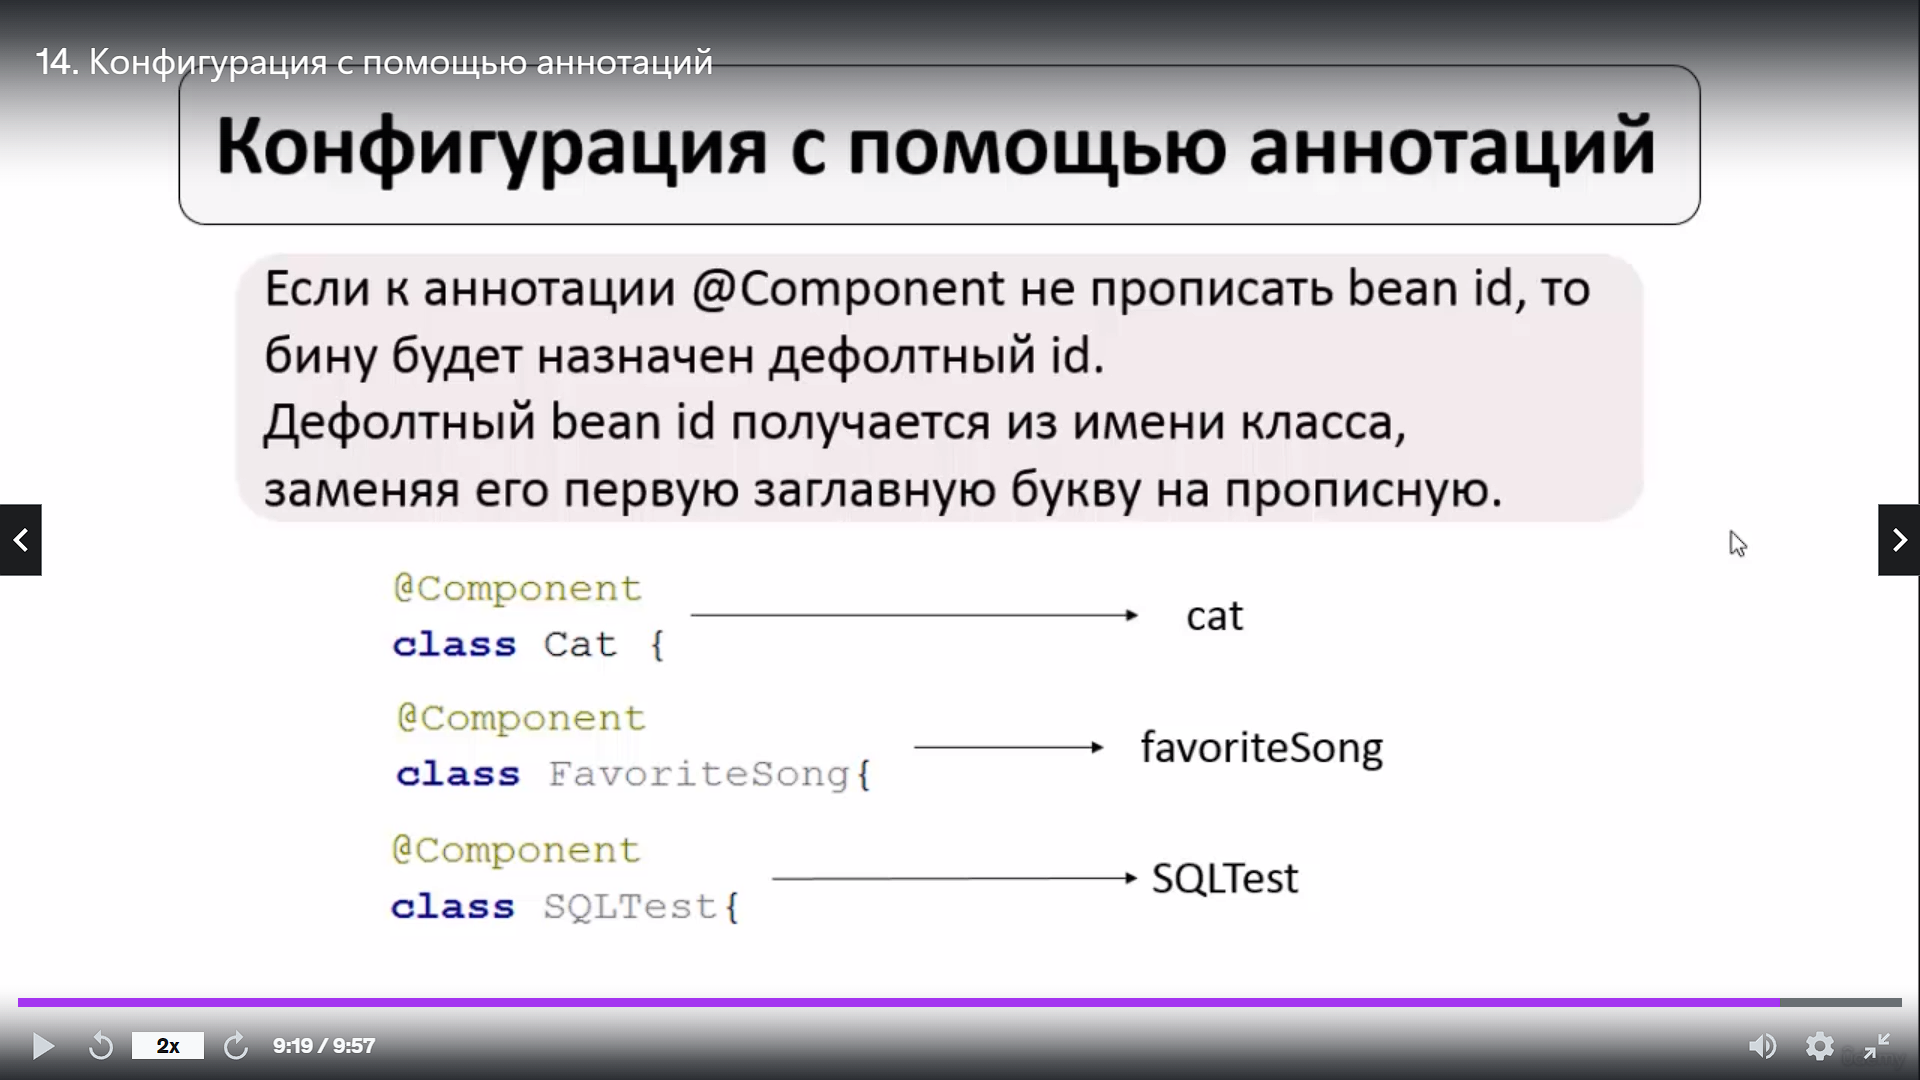 14. Конфигурация с помощью аннотаций
Конфигурация с помощью аннотаций
Если к аннотации @Component не прописать bean id, то
бину будет назначен дефолтный id.
Дефолтный bean id получается из имени класса,
заменяя его первую заглавную букву на прописную.
@Component
class Cat {
cat
@Component
class FavoriteSong{
favoriteSong
@Component
class SQLTest{
SQLTest
2x
9:19 / 9:57